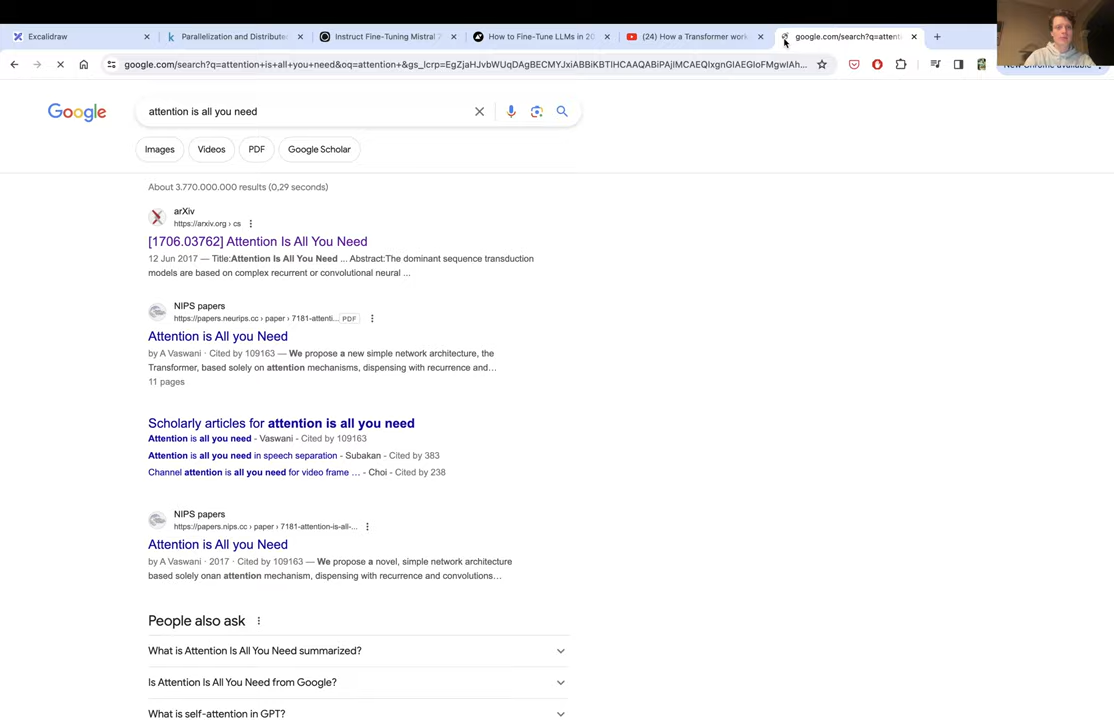 Excalidraw
Parallelization and Distribute
Instruct Fine-Tuning Mistral 7
How to Fine-Tune LLMs in 20
(24) How a Transformer work
google.com/search?q=attenti
google.com/search?q=attention+is+all+you+need&oq=attention+&gs_lcrp=EgZjaHJvbWUqDAgBECMYJxiABBiKBTIHCAAQABiPAjIMCAEQIxgnGIAEGIoFMgwIAh...
New Chrome available
Google
attention is all you need
Images
Videos
PDF
Google Scholar
About 3.770.000.000 results (0,29 seconds)
arXiv
https://arxiv.org › cs
[1706.03762] Attention Is All You Need
12 Jun 2017 — Title:Attention Is All You Need ... Abstract:The dominant sequence transduction
models are based on complex recurrent or convolutional neural ...
NIPS papers
https://papers.neurips.cc › paper › 7181-attenti... PDF
Attention is All you Need
by A Vaswani · Cited by 109163 — We propose a new simple network architecture, the
Transformer, based solely on attention mechanisms, dispensing with recurrence and...
11 pages
Scholarly articles for attention is all you need
Attention is all you need - Vaswani - Cited by 109163
Attention is all you need in speech separation - Subakan - Cited by 383
Channel attention is all you need for video frame ... - Choi - Cited by 238
NIPS papers
https://papers.nips.cc › paper › 7181-attention-is-all-...
Attention is All you Need
by A Vaswani · 2017 · Cited by 109163 — We propose a novel, simple network architecture
based solely onan attention mechanism, dispensing with recurrence and convolutions...
People also ask
What is Attention Is All You Need summarized?
Is Attention Is All You Need from Google?
What is self-attention in GPT?